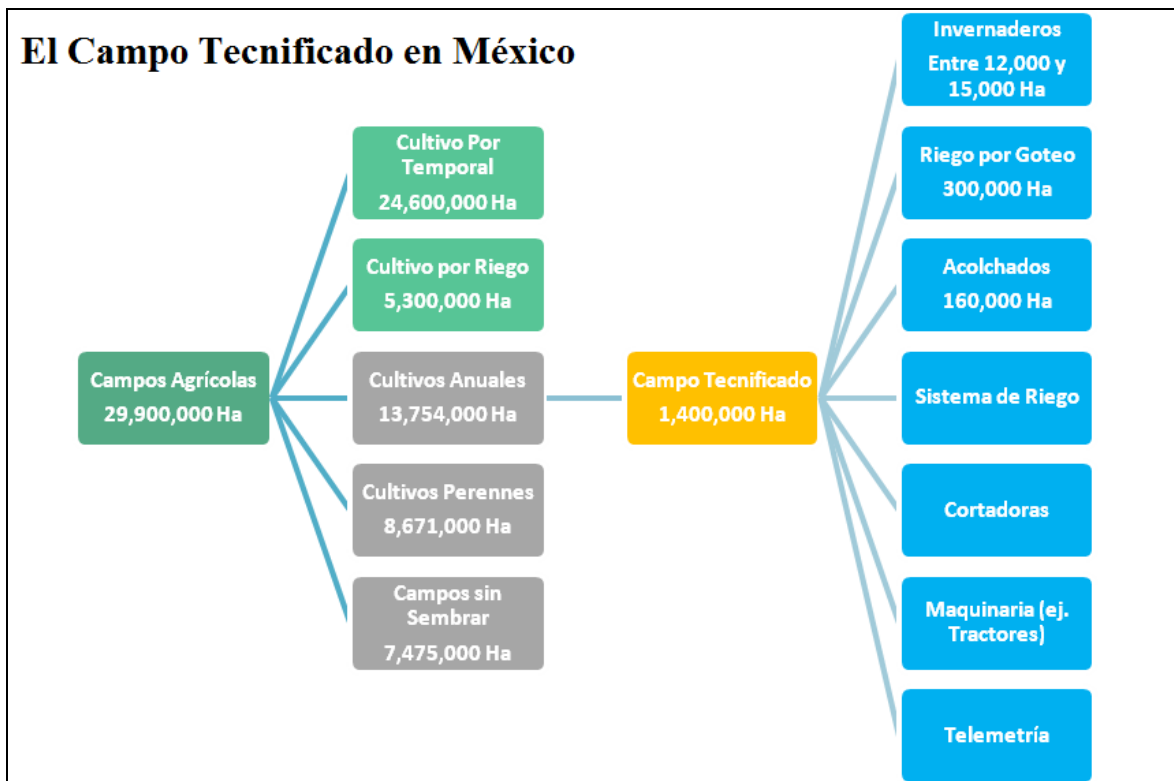 El Campo Tecnificado en México
Campos Agrícolas
29,900,000 Ha
Cultivo Por
Temporal
24,600,000 Ha
Cultivo por Riego
5,300,000 Ha
Cultivos Anuales
13,754,000 Ha
Cultivos Perennes
8,671,000 Ha
Campos sin
Sembrar
7,475,000 Ha
Campo Tecnificado
1,400,000 Ha
Invernaderos
Entre 12,000 y
15,000 Ha
Riego por Goteo
300,000 Ha
Acolchados
160,000 Ha
Sistema de Riego
Cortadoras
Maquinaria (ej.
Tractores)
Telemetría